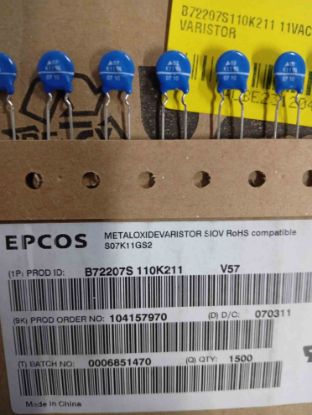 B72207S110K211 11VAC
VARISTOR
EPCOS
METALOXIDEVARISTOR SIOV RoHS compatible
S07K11GS2
(1P) PROD ID: B72207S 110K211 V57
(9K) PROD ORDER NO: 104157970 (D) D/C: 070311
(T) BATCH NO: 0006851470 (Q) QTY: 1500
Made in China